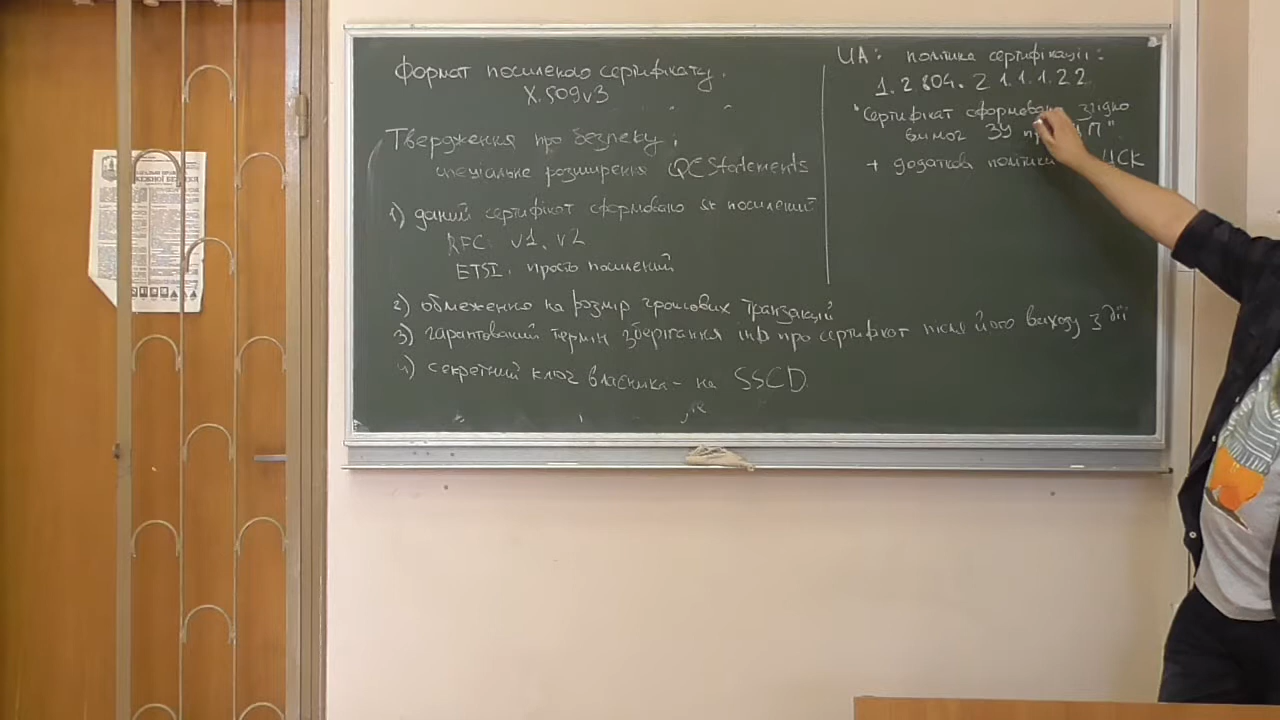 Формат посиленого сертифікату.
X.509v3
Твердження про безпеку:
спеціальне розширення QCStatements
1) даний сертифікат сформовано як посилений
RFC: v1, v2
ETSI: просто посилений
2) обмеження на розмір грошових транзакцій
3) гарантований термін зберігання інф про сертифікат після його виходу з дії
4) секретний ключ власника - на SSCD
UA: політика сертифікації:
1.2.804.2.1.1.1.2.2
"Сертифікат сформовано згідно
вимог ЗУ
+ додаткові політики ЦСК